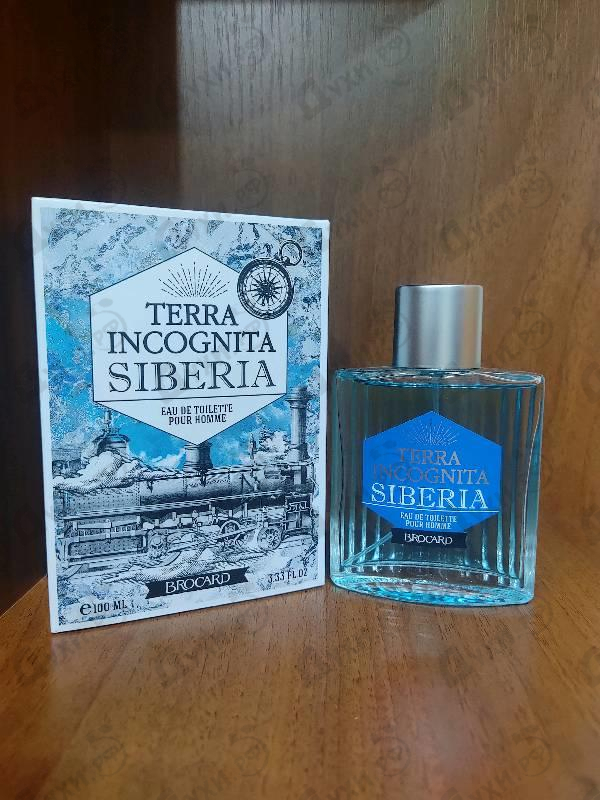 TERRA
INCOGNITA
SIBERIA
EAU DE TOILETTE
POUR HOMME
BROCARD
e100 ML
3.33 FL OZ
TERRA
INCOGNITA
SIBERIA
EAU DE TOILETTE
POUR HOMME
BROCARD